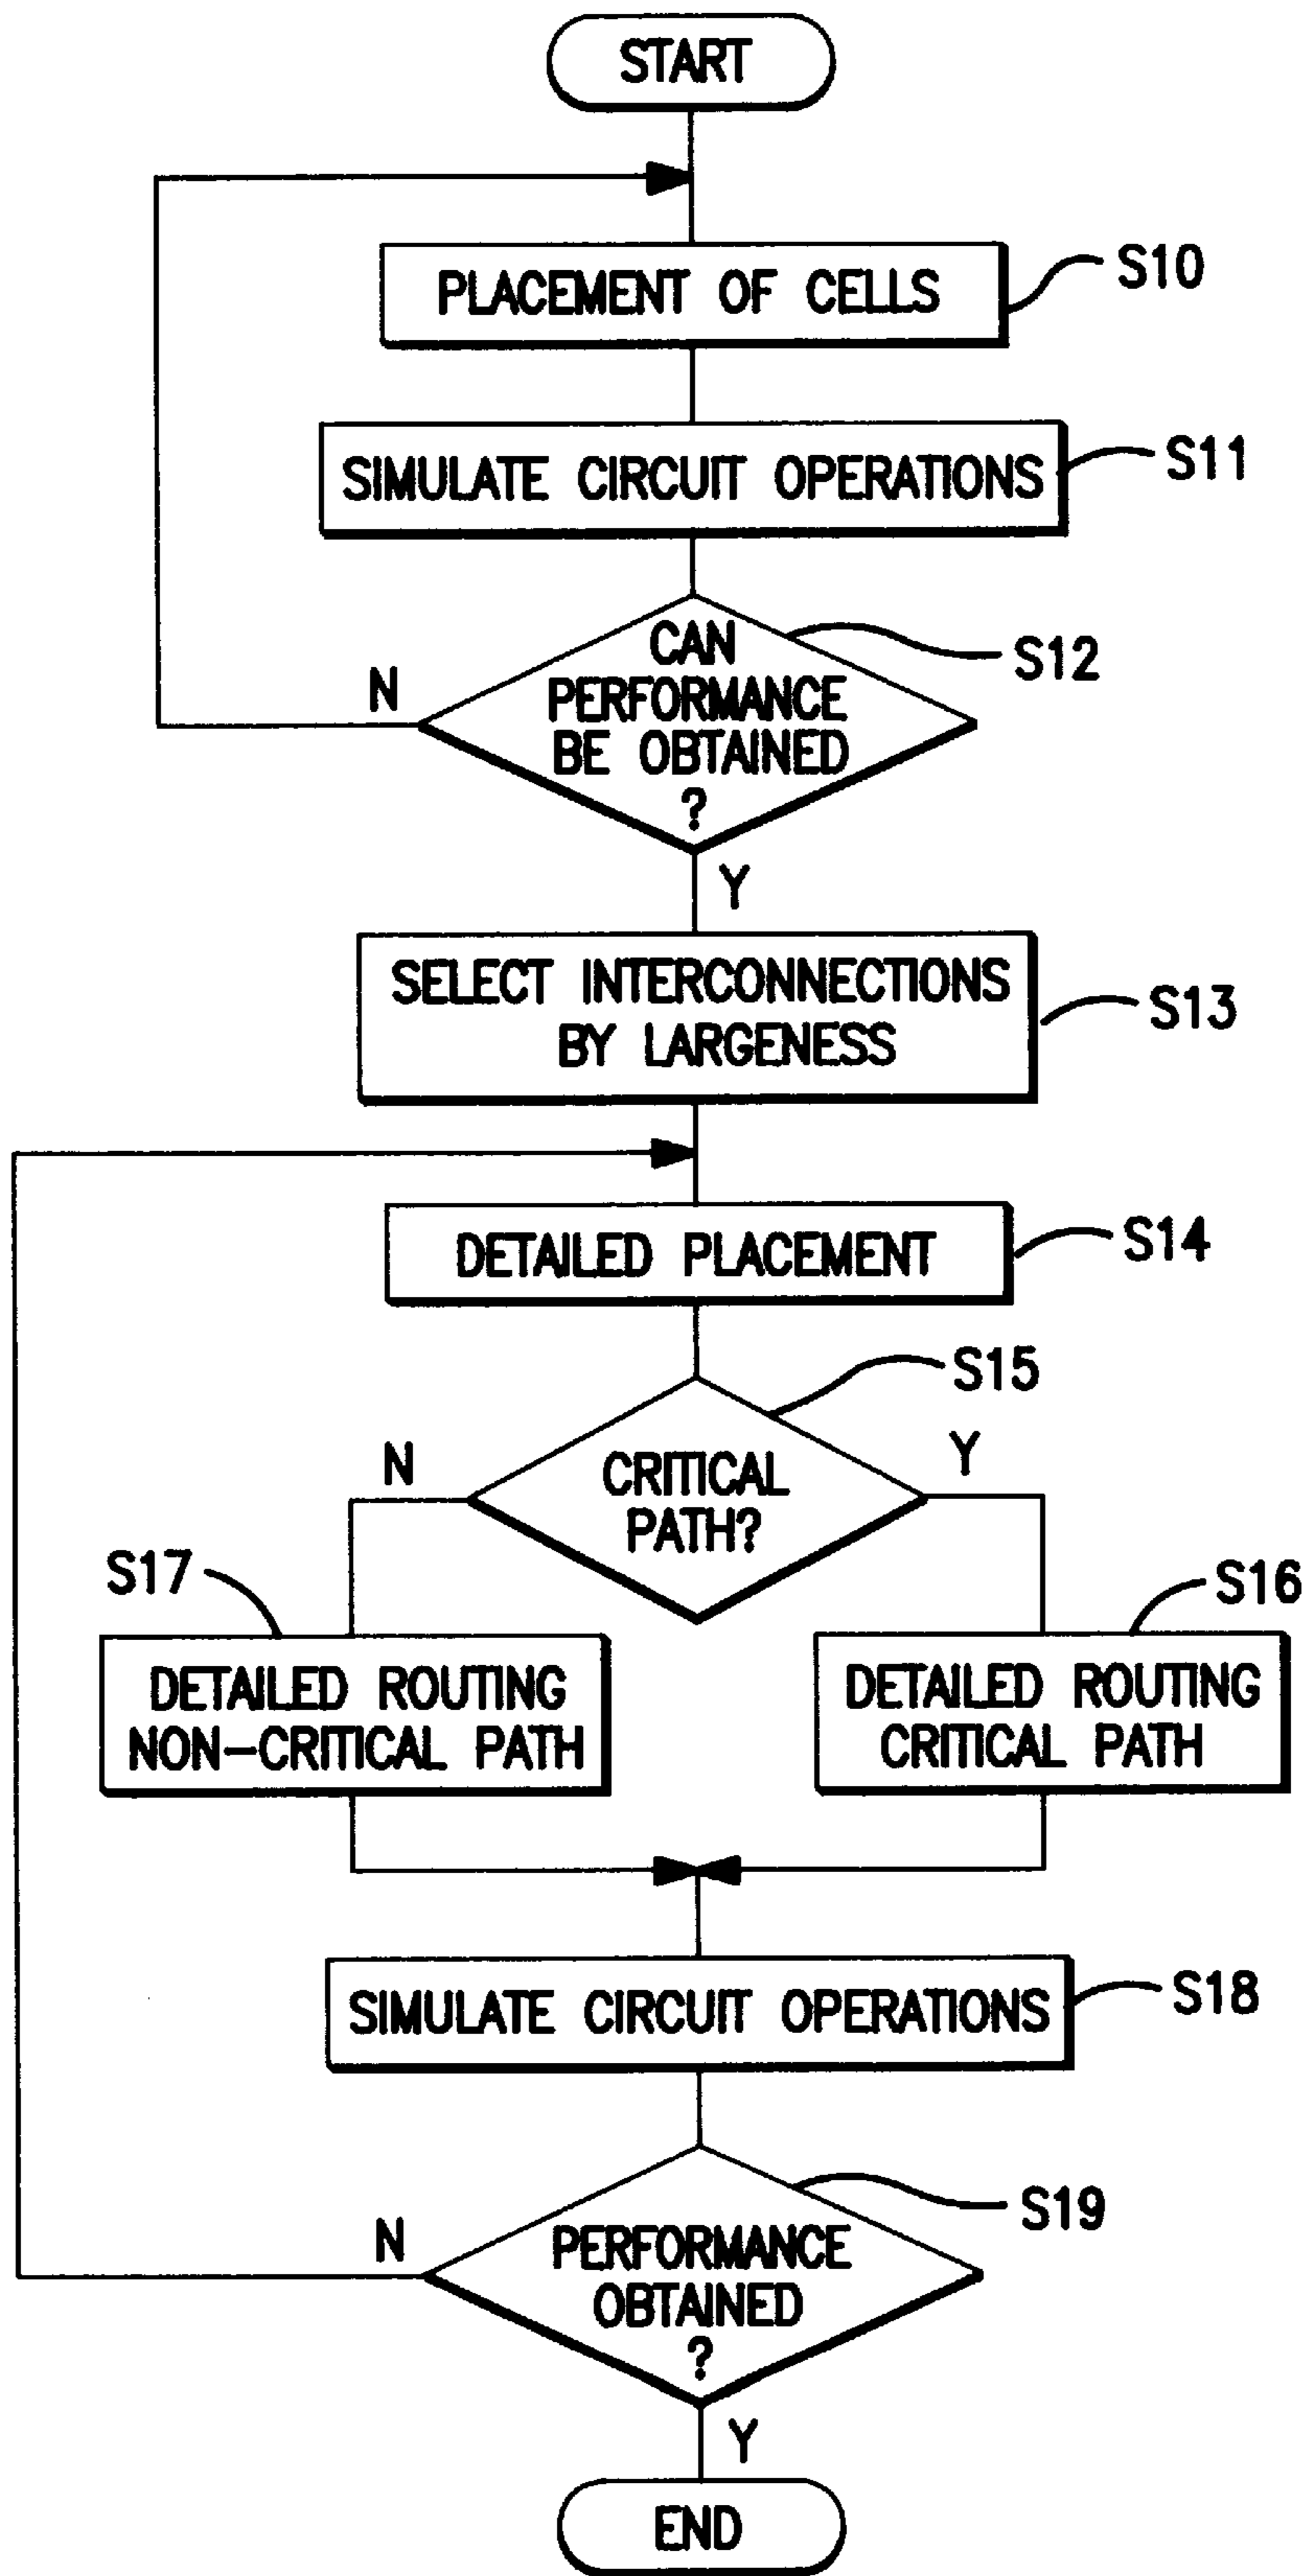 START
PLACEMENT OF CELLS
S10
SIMULATE CIRCUIT OPERATIONS
S11
CAN
PERFORMANCE
BE OBTAINED
?
S12
N
Y
SELECT INTERCONNECTIONS
BY LARGENESS
S13
DETAILED PLACEMENT
S14
CRITICAL
PATH?
S15
N
Y
S17
DETAILED ROUTING
NON-CRITICAL PATH
S16
DETAILED ROUTING
CRITICAL PATH
SIMULATE CIRCUIT OPERATIONS
S18
PERFORMANCE
OBTAINED
?
S19
N
Y
END